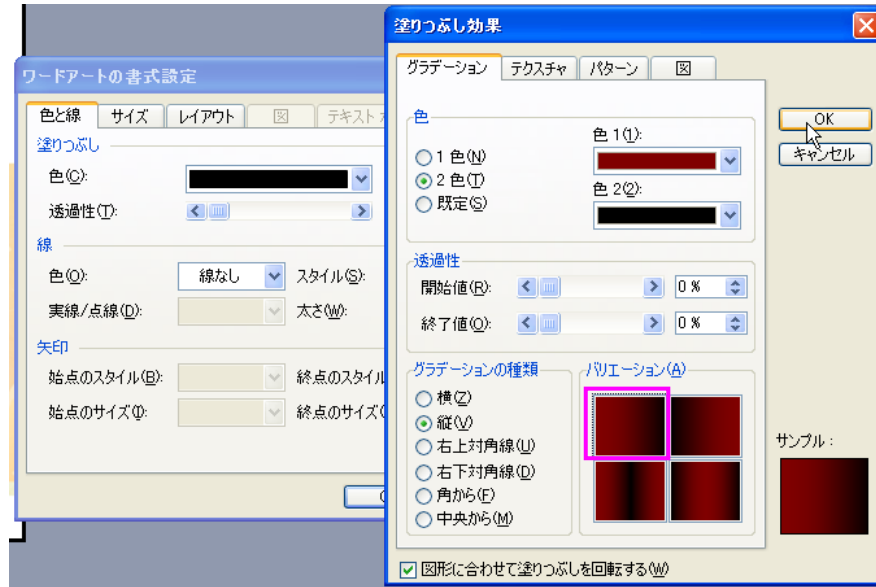 ワードアートの書式設定
色と線 サイズ レイアウト 図 テキスト
塗りつぶし
色(C):
透過性(T):
線
色(O): 線なし スタイル(S):
実線/点線(D): 太さ(W):
矢印
始点のスタイル(B): 終点のスタイル
始点のサイズ(I): 終点のサイズ(
塗りつぶし効果
グラデーション テクスチャ パターン 図
色
1 色(N)
2 色(T)
既定(S)
色 1(1):
色 2(2):
透過性
開始値(R): 0 %
終了値(O): 0 %
グラデーションの種類
横(Z)
縦(V)
右上対角線(U)
右下対角線(D)
角から(F)
中央から(M)
バリエーション(A)
OK
キャンセル
サンプル:
図形に合わせて塗りつぶしを回転する(W)